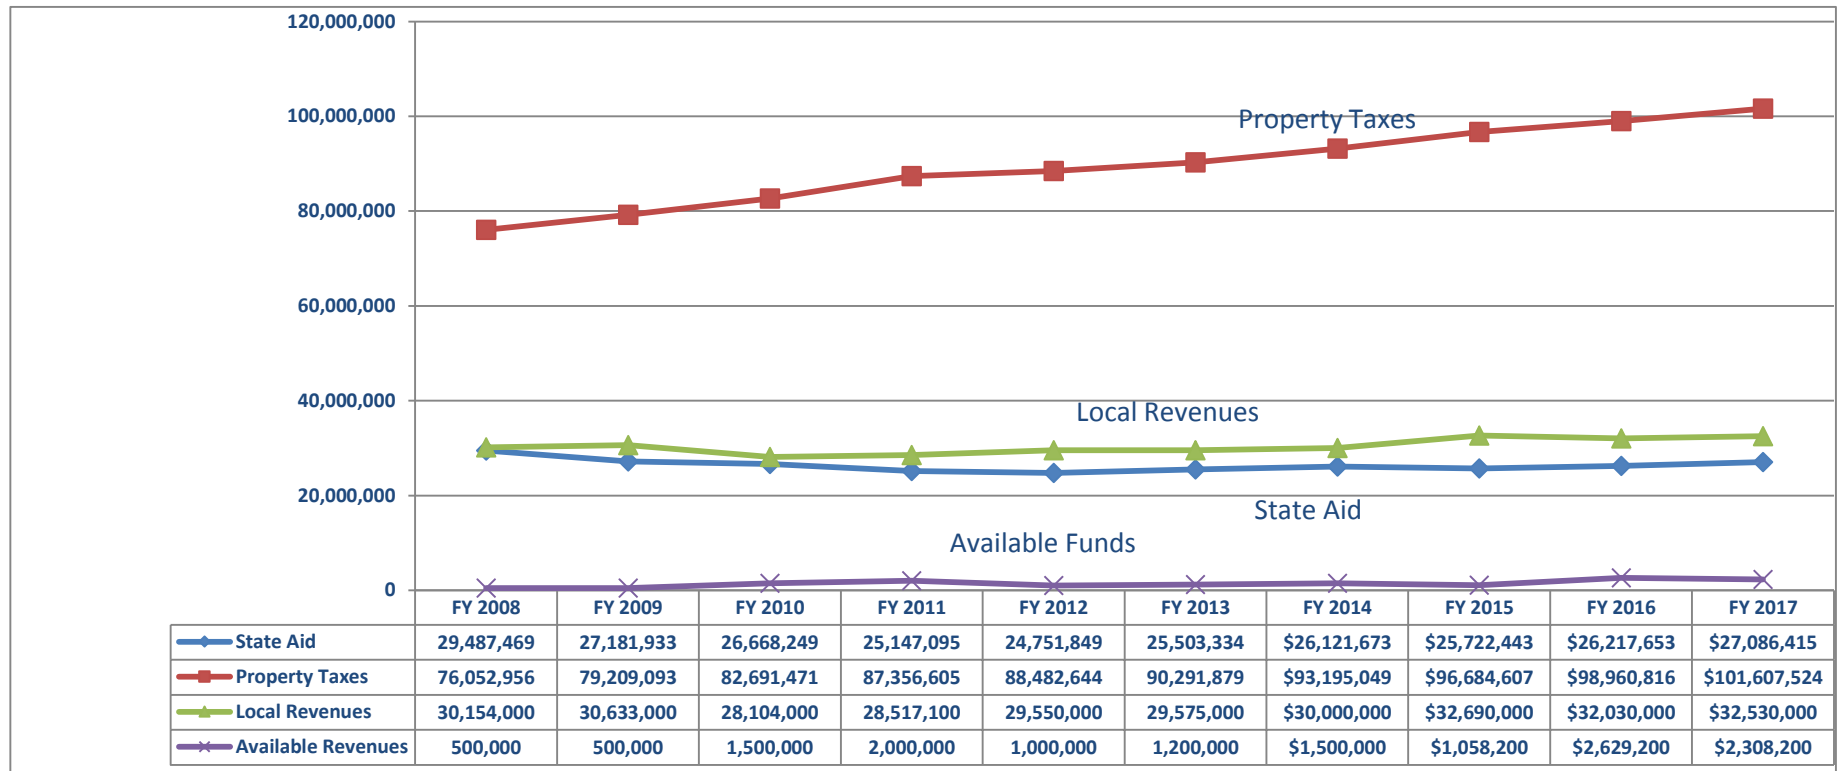 120,000,000
100,000,000
Property Taxes
80,000,000
60,000,000
40,000,000
Local Revenues
20,000,000
State Aid
Available Funds
0
FY 2008 FY 2009 FY 2010 FY 2011 FY 2012 FY 2013 FY 2014 FY 2015 FY 2016 FY 2017
State Aid 29,487,469 27,181,933 26,668,249 25,147,095 24,751,849 25,503,334 $26,121,673 $25,722,443 $26,217,653 $27,086,415
Property Taxes 76,052,956 79,209,093 82,691,471 87,356,605 88,482,644 90,291,879 $93,195,049 $96,684,607 $98,960,816 $101,607,524
Local Revenues 30,154,000 30,633,000 28,104,000 28,517,100 29,550,000 29,575,000 $30,000,000 $32,690,000 $32,030,000 $32,530,000
Available Revenues 500,000 500,000 1,500,000 2,000,000 1,000,000 1,200,000 $1,500,000 $1,058,200 $2,629,200 $2,308,200